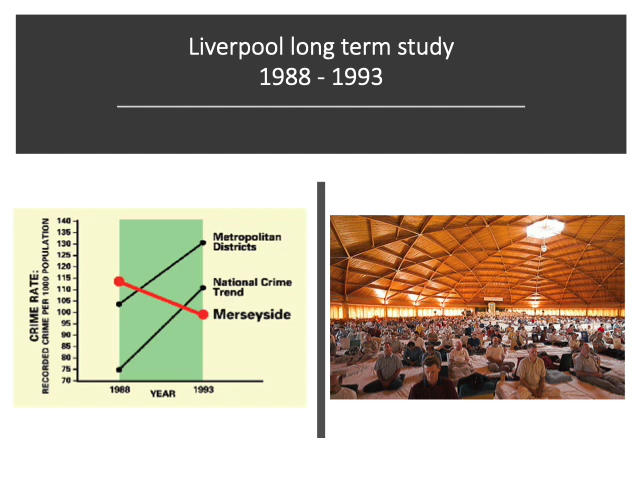 Liverpool long term study
1988 - 1993
CRIME RATE:
RECORDED CRIME PER 1000 POPULATION
140
135
130
125
120
115
110
105
100
95
90
85
80
75
70
Metropolitan
Districts
National Crime
Trend
Merseyside
1988
YEAR
1993